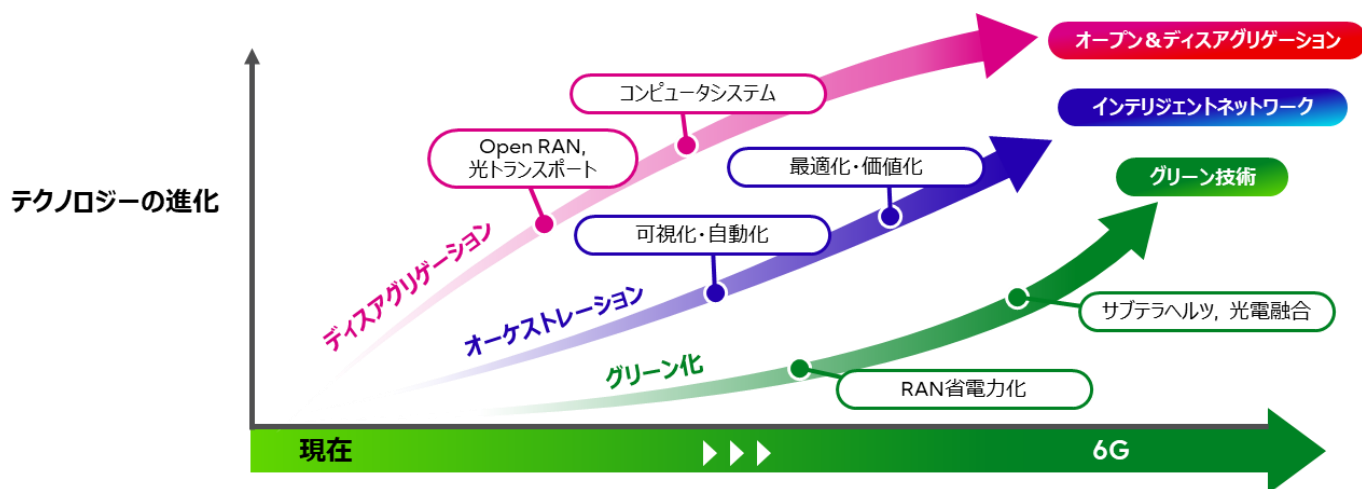 オープン&ディスアグリゲーション
コンピュータシステム
インテリジェントネットワーク
Open RAN,
光トランスポート
最適化・価値化
グリーン技術
テクノロジーの進化
可視化・自動化
ディスアグリゲーション
オーケストレーション
サブテラヘルツ, 光電融合
グリーン化
RAN省電力化
現在
6G